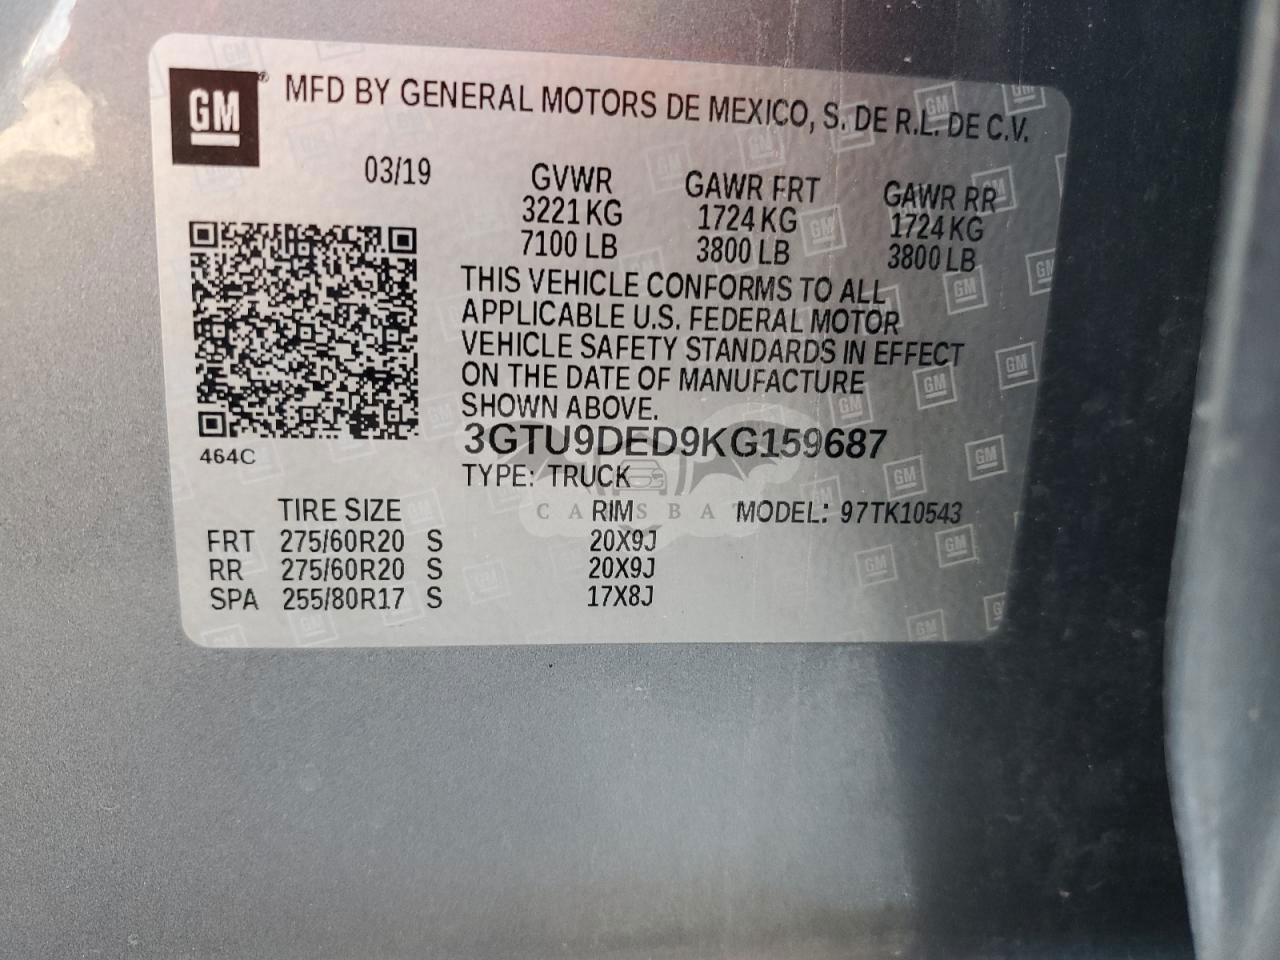 GM ® MFD BY GENERAL MOTORS DE MEXICO, S. DE R.L. DE C.V.
03/19 GVWR GAWR FRT GAWR RR
3221 KG 1724 KG 1724 KG
7100 LB 3800 LB 3800 LB
THIS VEHICLE CONFORMS TO ALL
APPLICABLE U.S. FEDERAL MOTOR
VEHICLE SAFETY STANDARDS IN EFFECT
ON THE DATE OF MANUFACTURE
SHOWN ABOVE.
3GTU9DED9KG159687
464C
TYPE: TRUCK
TIRE SIZE RIM MODEL: 97TK10543
FRT 275/60R20 S 20X9J
RR 275/60R20 S 20X9J
SPA 255/80R17 S 17X8J